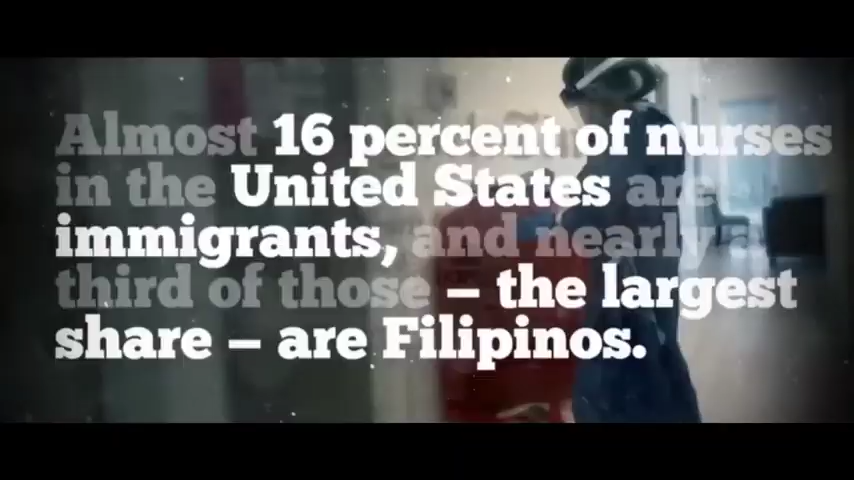 Almost 16 percent of nurses
in the United States are
immigrants, and nearly a
third of those – the largest
share – are Filipinos.